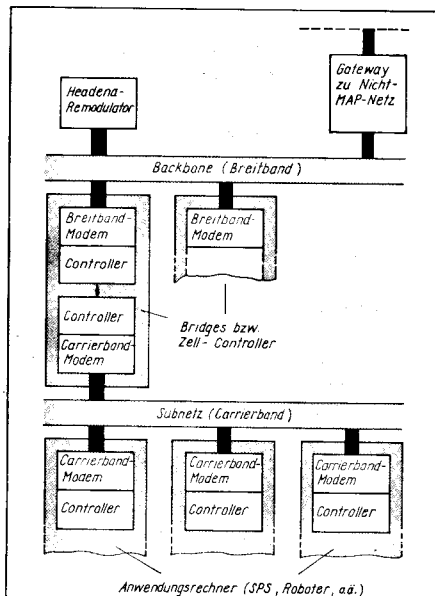 Headena-
Remodulator
Gateway
zu Nicht-
MAP-Netz
Backbone (Breitband)
Breitband-
Modem
Controller
Breitband-
Modem
Controller
Carrierband-
Modem
Bridges bzw.
Zell-Controller
Subnetz (Carrierband)
Carrierband-
Modem
Controller
Carrierband-
Modem
Controller
Carrierband-
Modem
Controller
Anwendungsrechner (SPS, Roboter, o.ä.)